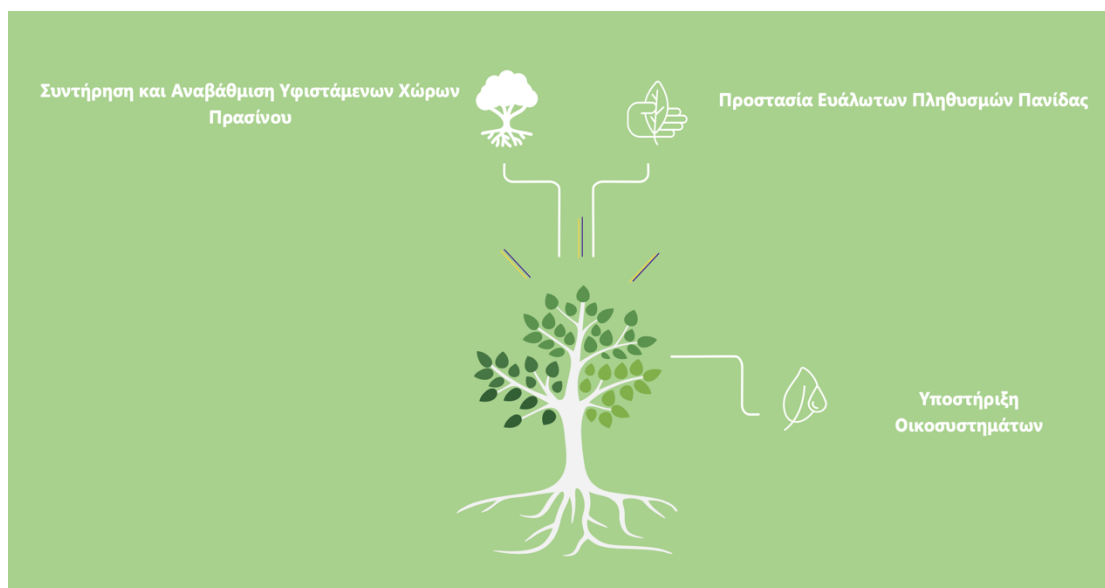 Συντήρηση και Αναβάθμιση Υφιστάμενων Χώρων
Πρασίνου
Προστασία Ευάλωτων Πληθυσμών Πανίδας
Υποστήριξη
Οικοσυστημάτων